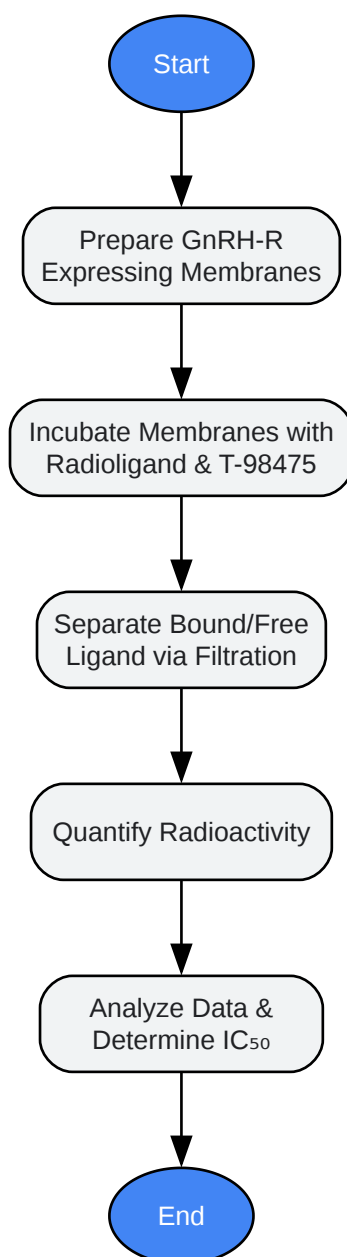 Start
Prepare GnRH-R
Expressing Membranes
Incubate Membranes with
Radioligand & T-98475
Separate Bound/Free
Ligand via Filtration
Quantify Radioactivity
Analyze Data &
Determine IC₅₀
End